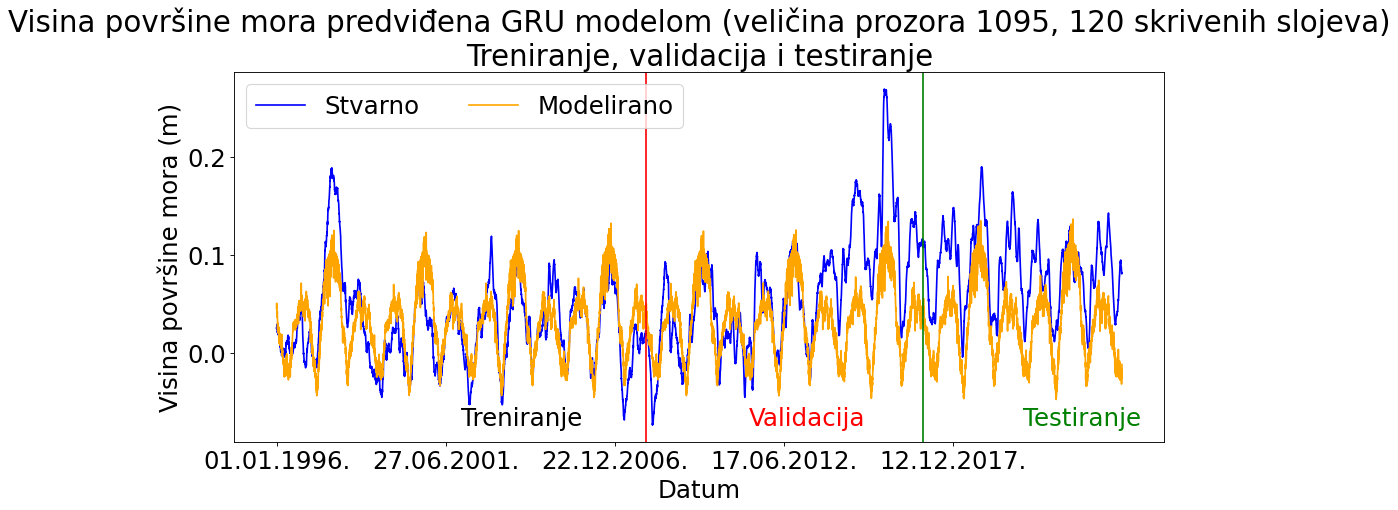 Visina površine mora predviđena GRU modelom (veličina prozora 1095, 120 skrivenih slojeva)
Treniranje, validacija i testiranje
Stvarno
Modelirano
Visina površine mora (m)
0.2
0.1
0.0
Treniranje
Validacija
Testiranje
01.01.1996.
27.06.2001.
22.12.2006.
17.06.2012.
12.12.2017.
Datum